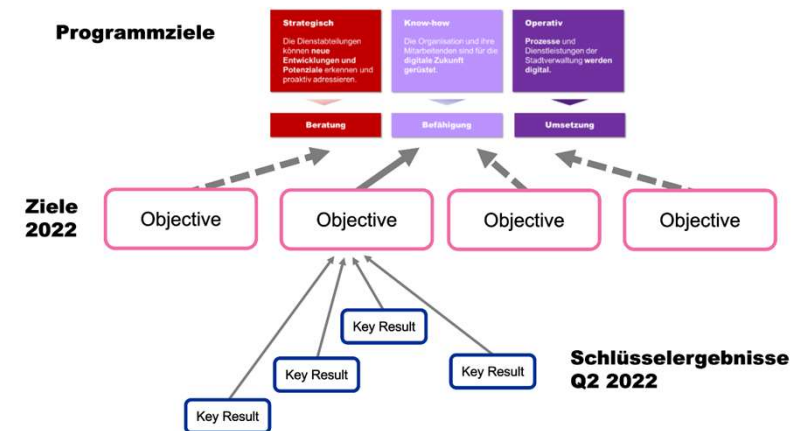 Programmziele
Strategisch
Die Dienstabteilungen
können neue
Entwicklungen und
Potenziale erkennen und
proaktiv adressieren.
Know-how
Die Organisation und ihre
Mitarbeitenden sind für die
digitale Zukunft
gerüstet.
Operativ
Prozesse und
Dienstleistungen der
Stadtverwaltung werden
digital.
Beratung
Befähigung
Umsetzung
Ziele
2022
Objective
Objective
Objective
Objective
Key Result
Key Result
Key Result
Key Result
Schlüsselergebnisse
Q2 2022